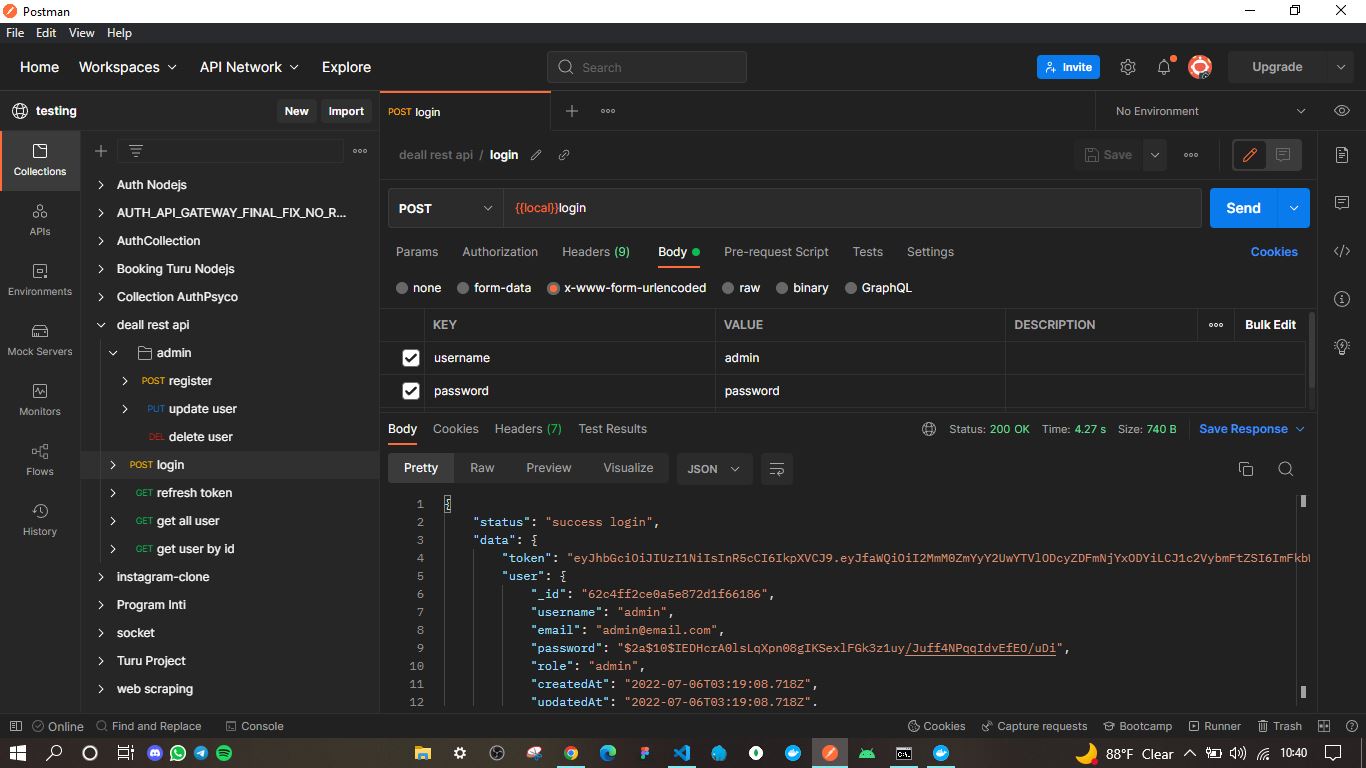 Postman
File Edit View Help
Home Workspaces API Network Explore Search Invite Upgrade
testing New Import POST login No Environment
deall rest api / login Save
Collections
APIs
Environments
Mock Servers
Monitors
Flows
History
Auth Nodejs
AUTH_API_GATEWAY_FINAL_FIX_NO_R...
AuthCollection
Booking Turu Nodejs
Collection AuthPsyco
deall rest api
admin
POST register
PUT update user
DEL delete user
POST login
GET refresh token
GET get all user
GET get user by id
instagram-clone
Program Inti
socket
Turu Project
web scraping
POST {{local}}login Send
Params Authorization Headers (9) Body Pre-request Script Tests Settings Cookies
none form-data x-www-form-urlencoded raw binary GraphQL
KEY VALUE DESCRIPTION Bulk Edit
username admin
password password
Body Cookies Headers (7) Test Results Status: 200 OK Time: 4.27 s Size: 740 B Save Response
Pretty Raw Preview Visualize JSON
1 {
2 "status": "success login",
3 "data": {
4 "token": "eyJhbGciOiJIUzI1NiIsInR5cCI6IkpXVCJ9.eyJfaWQiOiI2MmM0ZmYyY2UwYTVlODcyZDFmNjYxODYiLCJ1c2VybmFtZSI6ImFkbW
5 "user": {
6 "_id": "62c4ff2ce0a5e872d1f66186",
7 "username": "admin",
8 "email": "admin@email.com",
9 "password": "$2a$10$IEDHcrA0lsLqXpn08gIKSexlFGk3z1uy/Juff4NPqqIdvEfEO/uDi",
10 "role": "admin",
11 "createdAt": "2022-07-06T03:19:08.718Z",
12 "updatedAt": "2022-07-06T03:19:08.718Z",
Online Find and Replace Console Cookies Capture requests Bootcamp Runner Trash
88°F Clear 10:40